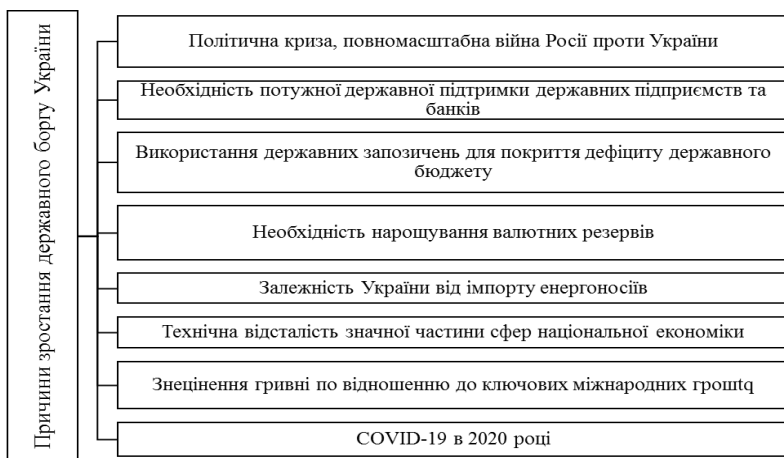 Причини зростання державного боргу України
Політична криза, повномасштабна війна Росії проти України
Необхідність потужної державної підтримки державних підприємств та
банків
Використання державних запозичень для покриття дефіциту державного
бюджету
Необхідність нарощування валютних резервів
Залежність України від імпорту енергоносіїв
Технічна відсталість значної частини сфер національної економіки
Знецінення гривні по відношенню до ключових міжнародних грошtq
COVID-19 в 2020 році